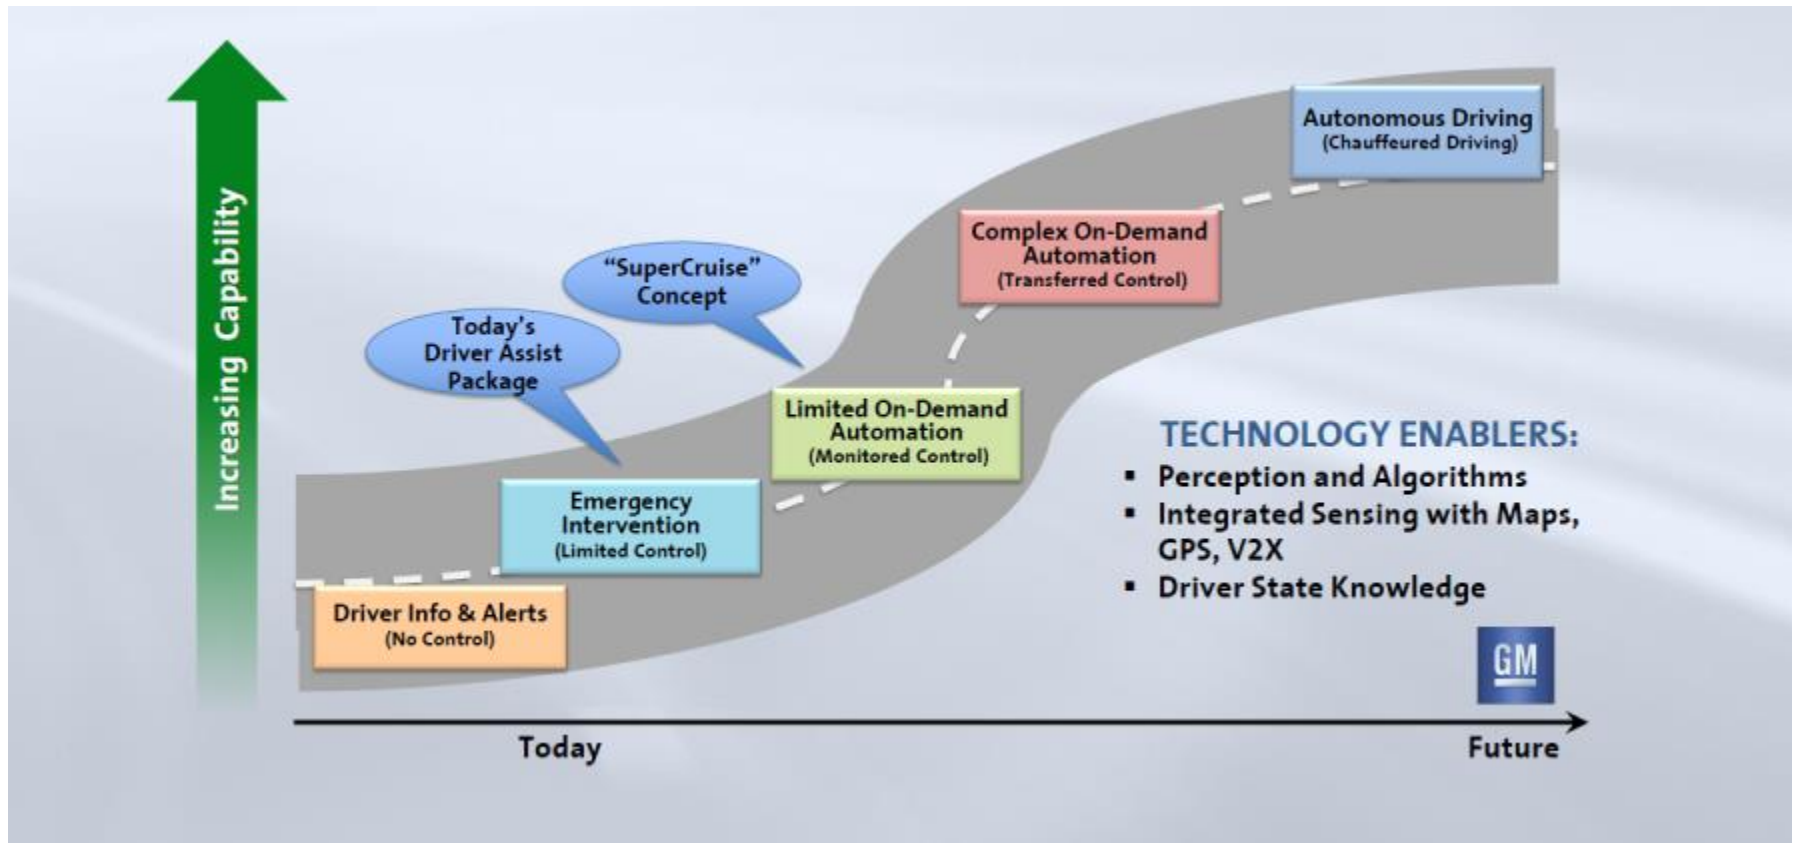 Increasing Capability
Autonomous Driving
(Chauffeured Driving)
Complex On-Demand
Automation
(Transferred Control)
“SuperCruise”
Concept
Today’s
Driver Assist
Package
Limited On-Demand
Automation
(Monitored Control)
Emergency
Intervention
(Limited Control)
Driver Info & Alerts
(No Control)
TECHNOLOGY ENABLERS:
▪ Perception and Algorithms
▪ Integrated Sensing with Maps,
GPS, V2X
▪ Driver State Knowledge
GM
Today
Future